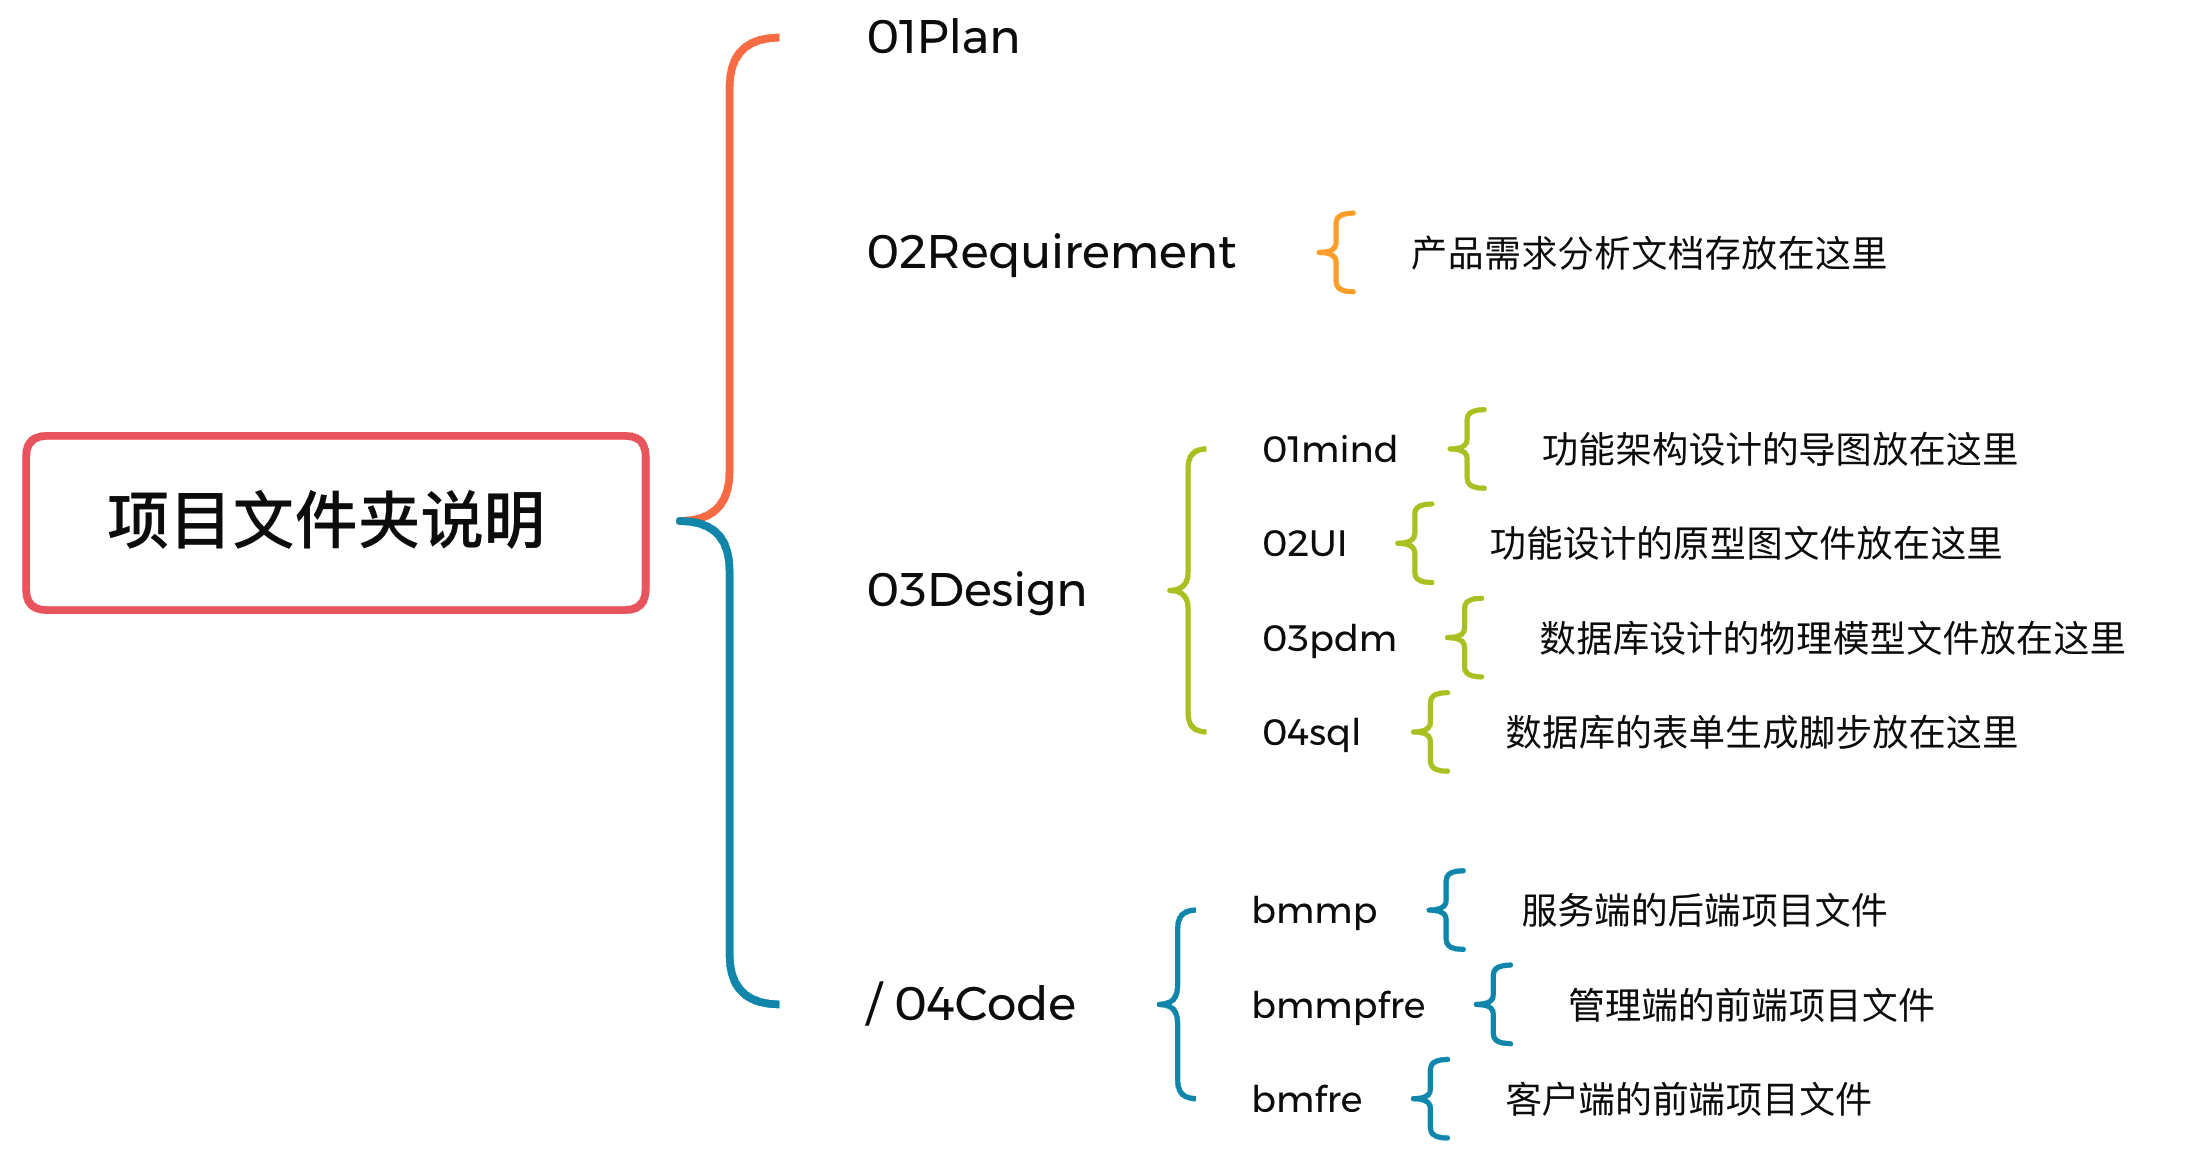 01Plan
02Requirement
产品需求分析文档存放在这里
项目文件夹说明
03Design
01mind
功能架构设计的导图放在这里
02UI
功能设计的原型图文件放在这里
03pdm
数据库设计的物理模型文件放在这里
04sql
数据库的表单生成脚步放在这里
/ 04Code
bmmp
服务端的后端项目文件
bmmpfre
管理端的前端项目文件
bmfre
客户端的前端项目文件